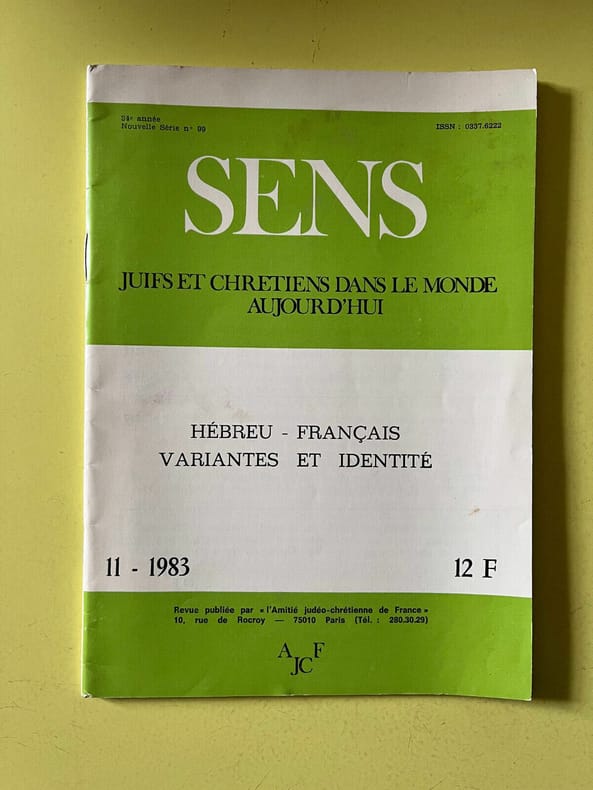 34e année
Nouvelle Série n° 99
ISSN : 0337.6222
SENS
JUIFS ET CHRETIENS DANS LE MONDE
AUJOURD'HUI
HÉBREU - FRANÇAIS
VARIANTES ET IDENTITÉ
11 - 1983
12 F
Revue publiée par « l'Amitié judéo-chrétienne de France »
10, rue de Rocroy — 75010 Paris (Tél. : 280.30.29)
AJCF